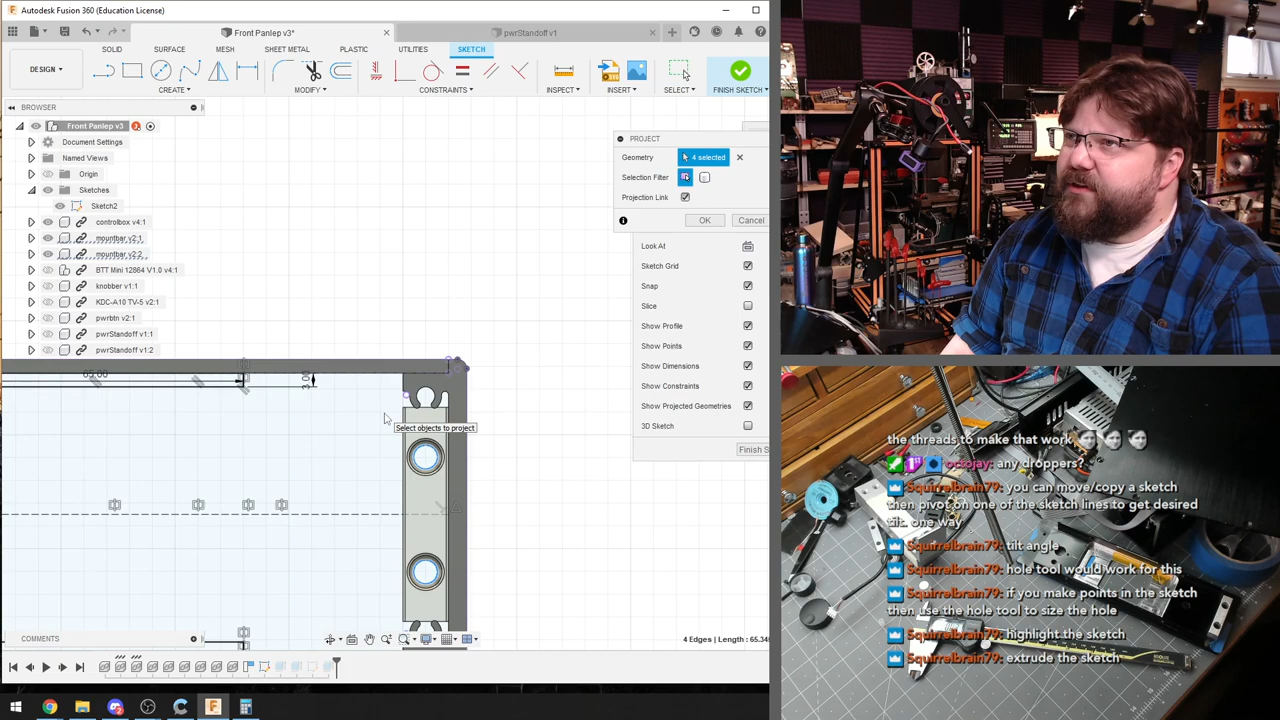 Autodesk Fusion 360 (Education License)
Front Panlep v3*
pwrStandoff v1
DESIGN
SOLID
SURFACE
MESH
SHEET METAL
PLASTIC
UTILITIES
SKETCH
CREATE
MODIFY
CONSTRAINTS
INSPECT
INSERT
SELECT
FINISH SKETCH
BROWSER
Front Panlep v3
Document Settings
Named Views
Origin
Sketches
Sketch2
controlbox v4:1
mountbar v2:1
mountbar v2:2
BTT Mini 12864 V1.0 v4:1
knobber v1:1
KDC-A10 TV-5 v2:1
pwrbtn v2:1
pwrStandoff v1:1
pwrStandoff v1:2
PROJECT
Geometry
4 selected
Selection Filter
Projection Link
OK
Cancel
Look At
Sketch Grid
Snap
Slice
Show Profile
Show Points
Show Dimensions
Show Constraints
Show Projected Geometries
3D Sketch
Finish S
65.00
3.00
Select objects to project
COMMENTS
4 Edges | Length : 65.34
the threads to make that work
octojay: any droppers?
Squirrelbrain79: you can move/copy a sketch
then pivot on one of the sketch lines to get desired
tilt. one way
Squirrelbrain79: tilt angle
Squirrelbrain79: hole tool would work for this
Squirrelbrain79: if you make points in the sketch
then use the hole tool to size the hole
Squirrelbrain79: highlight the sketch
Squirrelbrain79: extrude the sketch